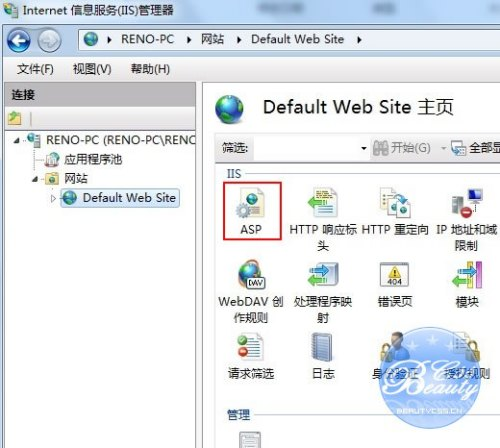 Internet 信息服务(IIS)管理器
RENO-PC ▸ 网站 ▸ Default Web Site ▸
文件(F) 视图(V) 帮助(H)
连接
RENO-PC (RENO-PC\RENO
应用程序池
网站
Default Web Site
Default Web Site 主页
筛选: 开始(G) 全部显
IIS
ASP HTTP 响应标头 HTTP 重定向 IP 地址和域限制
WebDAV 创作规则 处理程序映射 错误页 模块
DAV 404
请求筛选 日志 身份验证 授权规则
管理
CSS
Beauty
BEAUTYCSS.CN